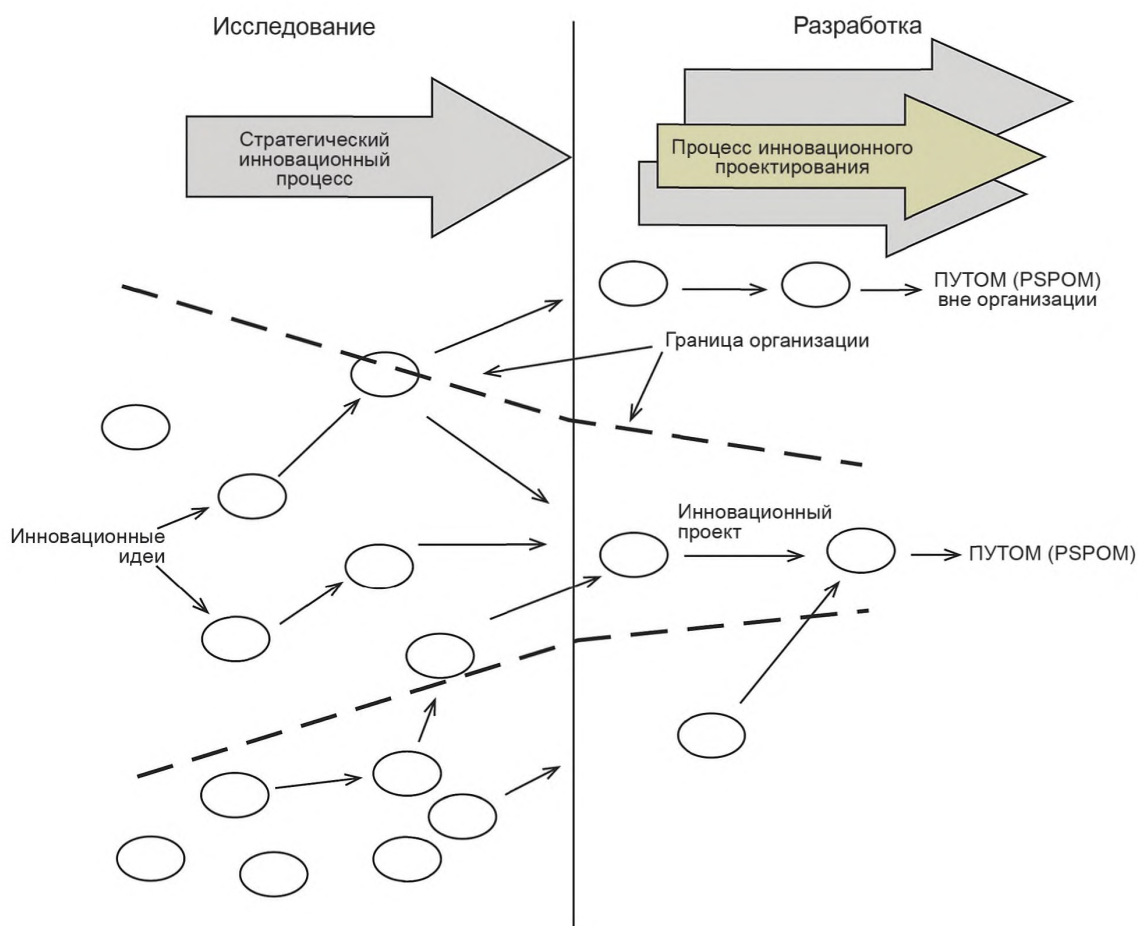 Исследование
Разработка
Стратегический
инновационный
процесс
Процесс инновационного
проектирования
ПУТОМ (PSPOM)
вне организации
Граница организации
Инновационные
идеи
Инновационный
проект
ПУТОМ (PSPOM)